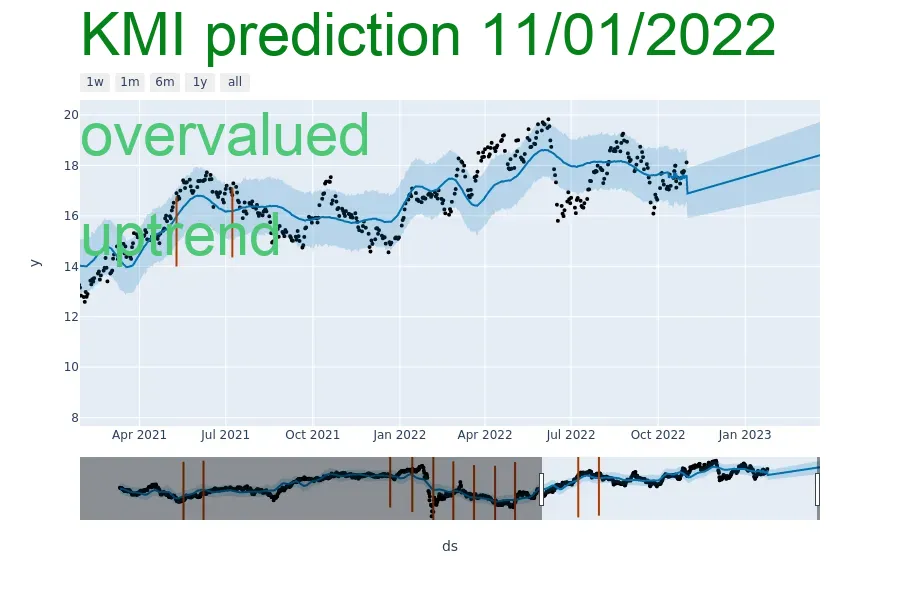 KMI prediction 11/01/2022
1w 1m 6m 1y all
overvalued
uptrend
y
20
18
16
14
12
10
8
Apr 2021 Jul 2021 Oct 2021 Jan 2022 Apr 2022 Jul 2022 Oct 2022 Jan 2023
ds